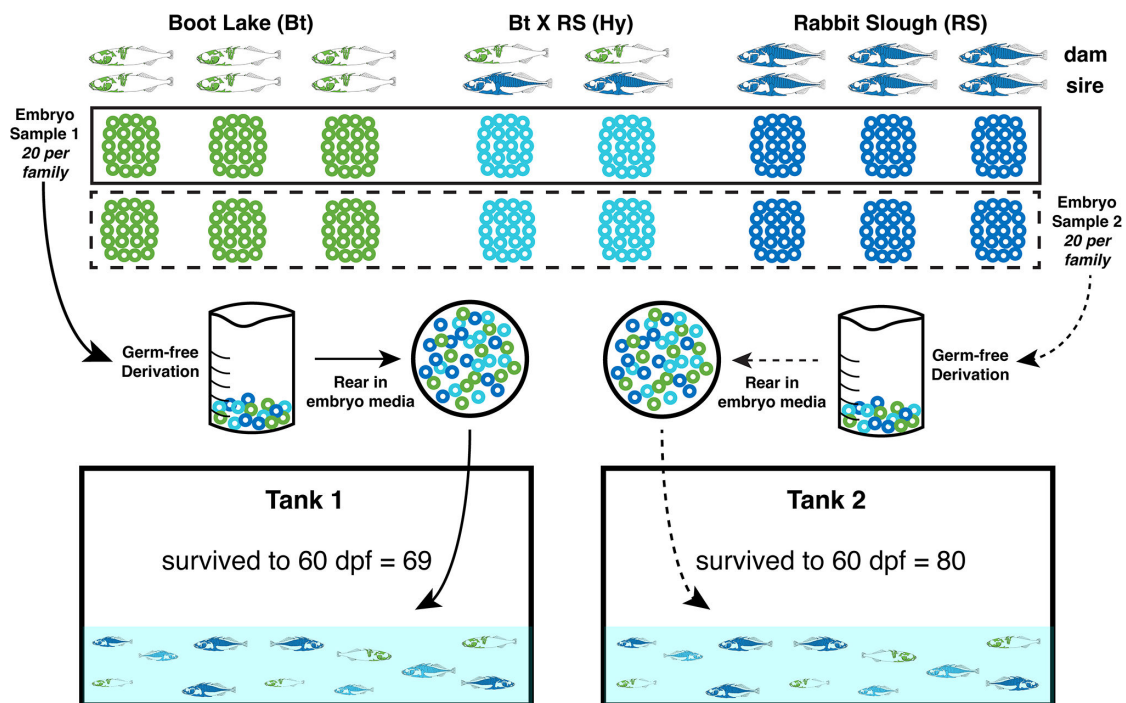 Boot Lake (Bt)
Bt X RS (Hy)
Rabbit Slough (RS)
dam
sire
Embryo
Sample 1
20 per
family
Embryo
Sample 2
20 per
family
Germ-free
Derivation
Rear in
embryo media
Rear in
embryo media
Germ-free
Derivation
Tank 1
survived to 60 dpf = 69
Tank 2
survived to 60 dpf = 80